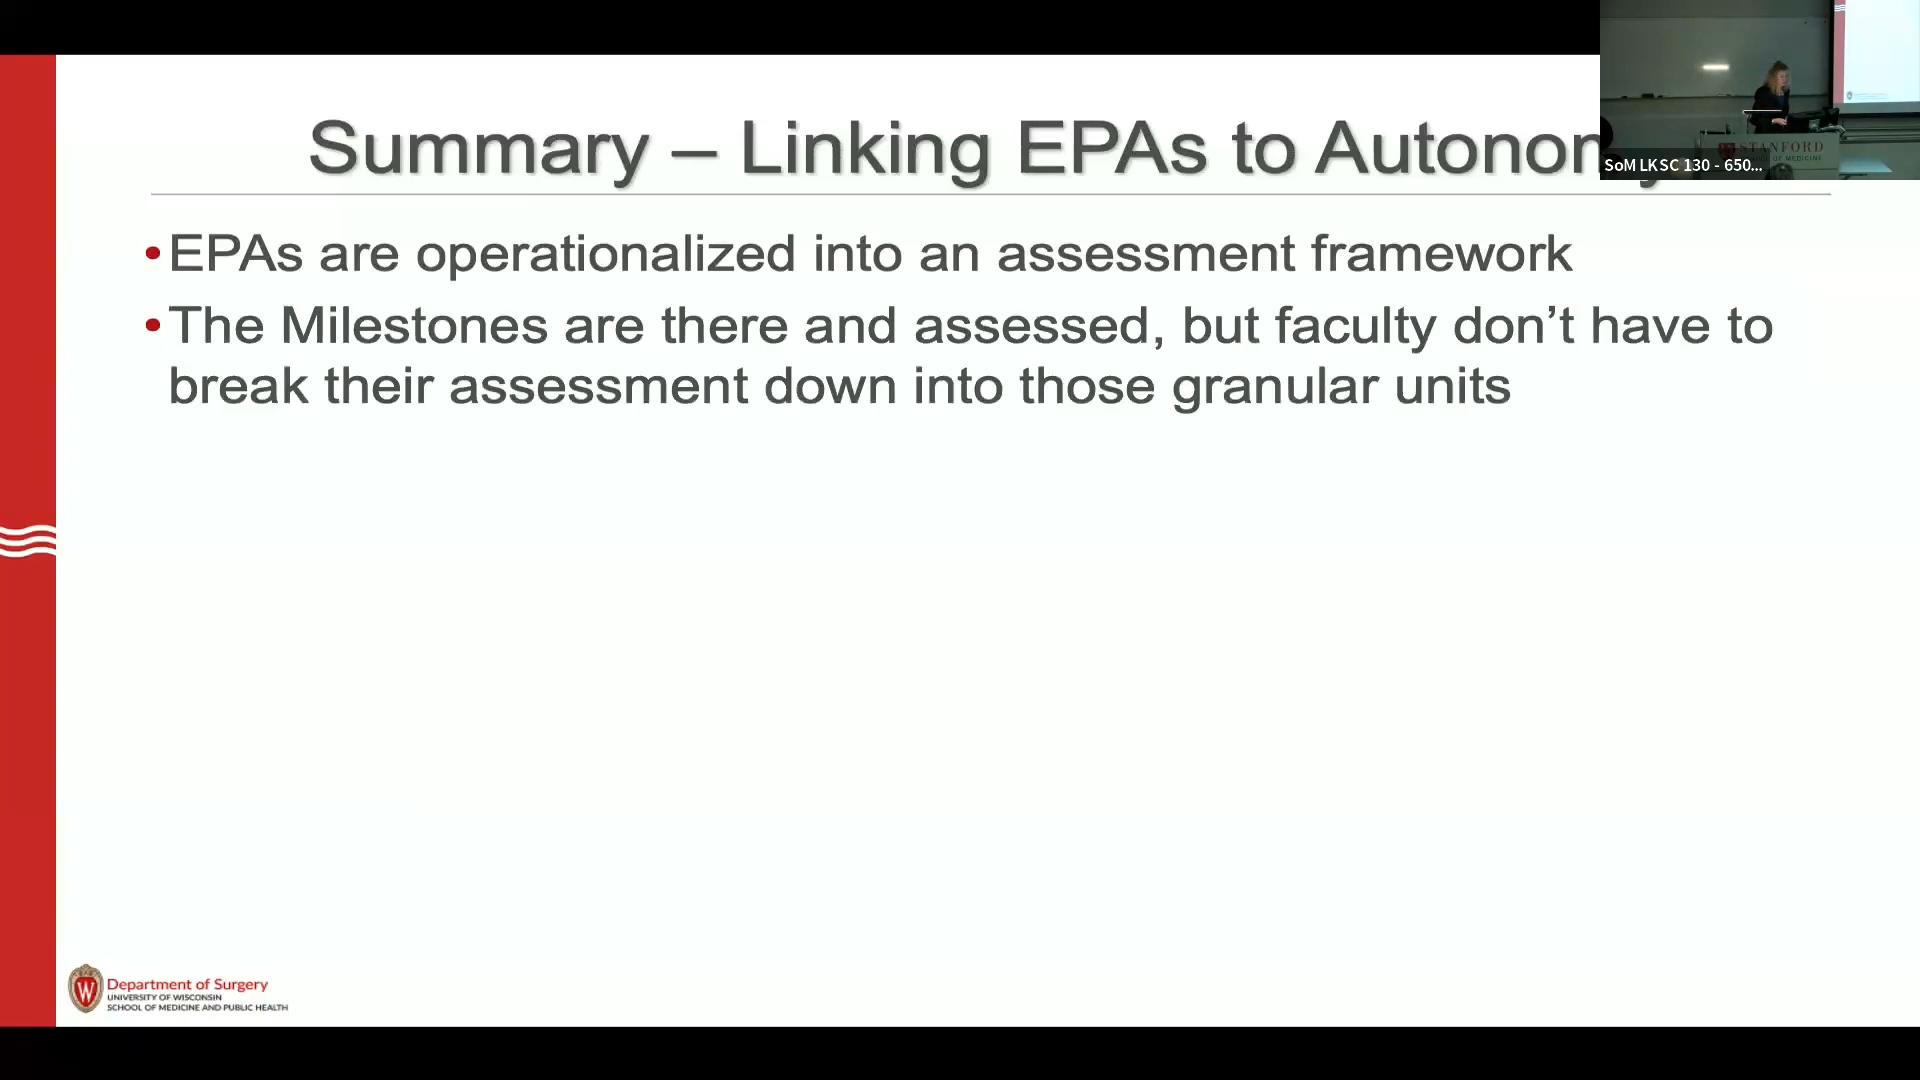 Summary – Linking EPAs to Autonomy
SoM LKSC 130 - 650...
STANFORD
SCHOOL OF MEDICINE
•EPAs are operationalized into an assessment framework
•The Milestones are there and assessed, but faculty don’t have to
break their assessment down into those granular units
W
Department of Surgery
UNIVERSITY OF WISCONSIN
SCHOOL OF MEDICINE AND PUBLIC HEALTH